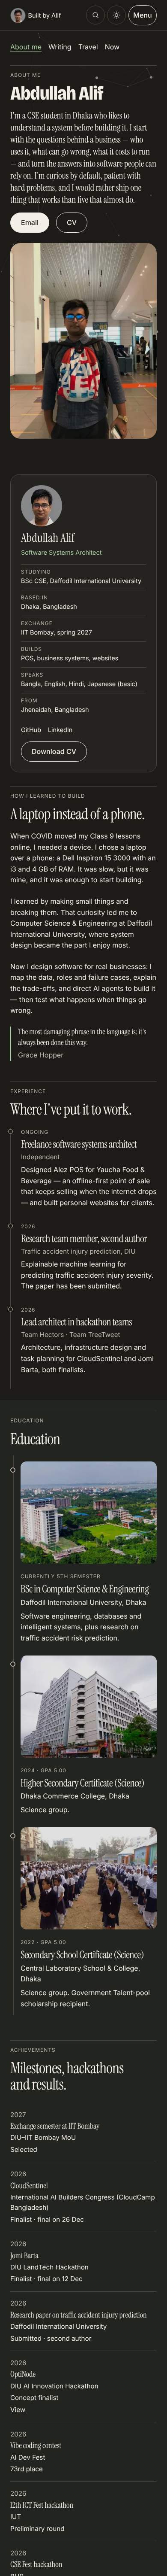 Built by Alif
Menu
About me Writing Travel Now
ABOUT ME
Abdullah Alif
I'm a CSE student in Dhaka who likes to
understand a system before building it. I start
with the questions behind a business — who
uses it, what can go wrong, what it costs to run
— and turn the answers into software people can
rely on. I'm curious by default, patient with
hard problems, and I would rather ship one
thing that works than five that almost do.
Email
CV
Abdullah Alif
Software Systems Architect
STUDYING
BSc CSE, Daffodil International University
BASED IN
Dhaka, Bangladesh
EXCHANGE
IIT Bombay, spring 2027
BUILDS
POS, business systems, websites
SPEAKS
Bangla, English, Hindi, Japanese (basic)
FROM
Jhenaidah, Bangladesh
GitHub LinkedIn
Download CV
HOW I LEARNED TO BUILD
A laptop instead of a phone.
When COVID moved my Class 9 lessons
online, I needed a device. I chose a laptop
over a phone: a Dell Inspiron 15 3000 with an
i3 and 4 GB of RAM. It was slow, but it was
mine, and it was enough to start building.
I learned by making small things and
breaking them. That curiosity led me to
Computer Science & Engineering at Daffodil
International University, where system
design became the part I enjoy most.
Now I design software for real businesses: I
map the data, roles and failure cases, explain
the trade-offs, and direct AI agents to build it
— then test what happens when things go
wrong.
The most damaging phrase in the language is: it's
always been done this way.
Grace Hopper
EXPERIENCE
Where I've put it to work.
ONGOING
Freelance software systems architect
Independent
Designed Alez POS for Yaucha Food &
Beverage — an offline-first point of sale
that keeps selling when the internet drops
— and built personal websites for clients.
2026
Research team member, second author
Traffic accident injury prediction, DIU
Explainable machine learning for
predicting traffic accident injury severity.
The paper has been submitted.
2026
Lead architect in hackathon teams
Team Hectors · Team TreeTweet
Architecture, infrastructure design and
task planning for CloudSentinel and Jomi
Barta, both finalists.
EDUCATION
Education
CURRENTLY 5TH SEMESTER
BSc in Computer Science & Engineering
Daffodil International University, Dhaka
Software engineering, databases and
intelligent systems, plus research on
traffic accident risk prediction.
2024 · GPA 5.00
Higher Secondary Certificate (Science)
Dhaka Commerce College, Dhaka
Science group.
2022 · GPA 5.00
Secondary School Certificate (Science)
Central Laboratory School & College,
Dhaka
Science group. Government Talent-pool
scholarship recipient.
ACHIEVEMENTS
Milestones, hackathons
and results.
2027
Exchange semester at IIT Bombay
DIU–IIT Bombay MoU
Selected
2026
CloudSentinel
International AI Builders Congress (CloudCamp
Bangladesh)
Finalist · final on 26 Dec
2026
Jomi Barta
DIU LandTech Hackathon
Finalist · final on 12 Dec
2026
Research paper on traffic accident injury prediction
Daffodil International University
Submitted · second author
2026
OptiNode
DIU AI Innovation Hackathon
Concept finalist
View
2026
Vibe coding contest
AI Dev Fest
73rd place
2026
12th ICT Fest hackathon
IUT
Preliminary round
2026
CSE Fest hackathon